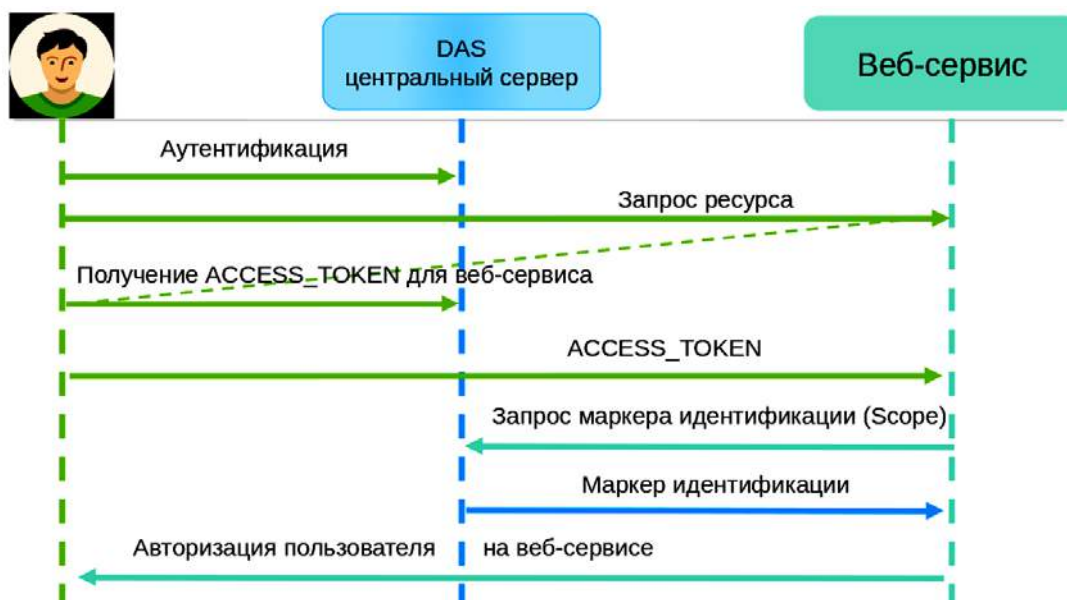 DAS
центральный сервер
Веб-сервис
Аутентификация
Запрос ресурса
Получение ACCESS_TOKEN для веб-сервиса
ACCESS_TOKEN
Запрос маркера идентификации (Scope)
Маркер идентификации
Авторизация пользователя на веб-сервисе